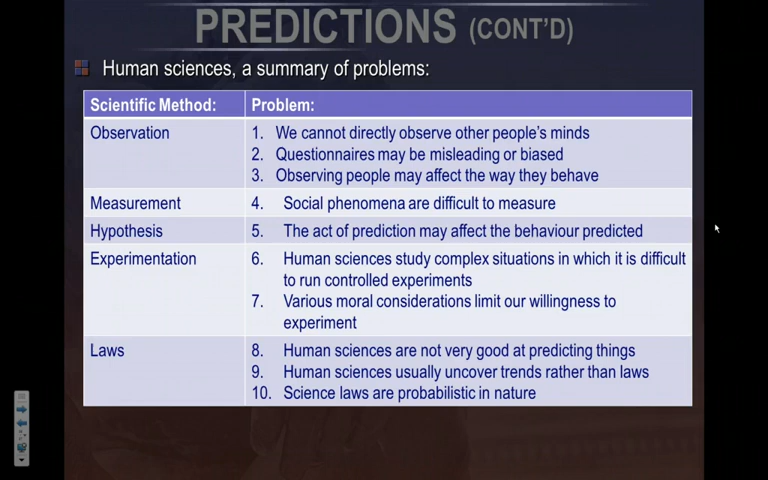 PREDICTIONS (CONT'D)
Human sciences, a summary of problems:
Scientific Method: Problem:
Observation 1. We cannot directly observe other people's minds
2. Questionnaires may be misleading or biased
3. Observing people may affect the way they behave
Measurement 4. Social phenomena are difficult to measure
Hypothesis 5. The act of prediction may affect the behaviour predicted
Experimentation 6. Human sciences study complex situations in which it is difficult
to run controlled experiments
7. Various moral considerations limit our willingness to
experiment
Laws 8. Human sciences are not very good at predicting things
9. Human sciences usually uncover trends rather than laws
10. Science laws are probabilistic in nature